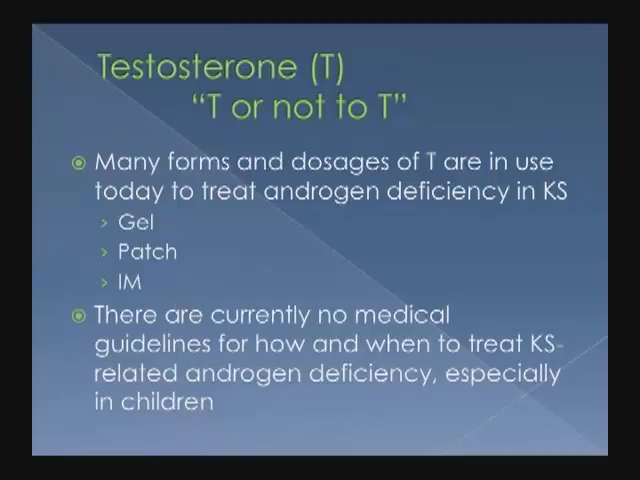 Testosterone (T)
“T or not to T”
Many forms and dosages of T are in use
today to treat androgen deficiency in KS
Gel
Patch
IM
There are currently no medical
guidelines for how and when to treat KS-
related androgen deficiency, especially
in children